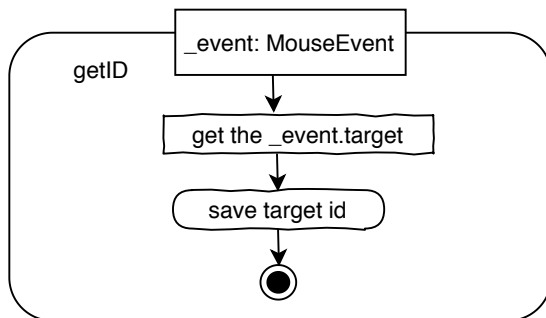 _event: MouseEvent
getID
get the _event.target
save target id